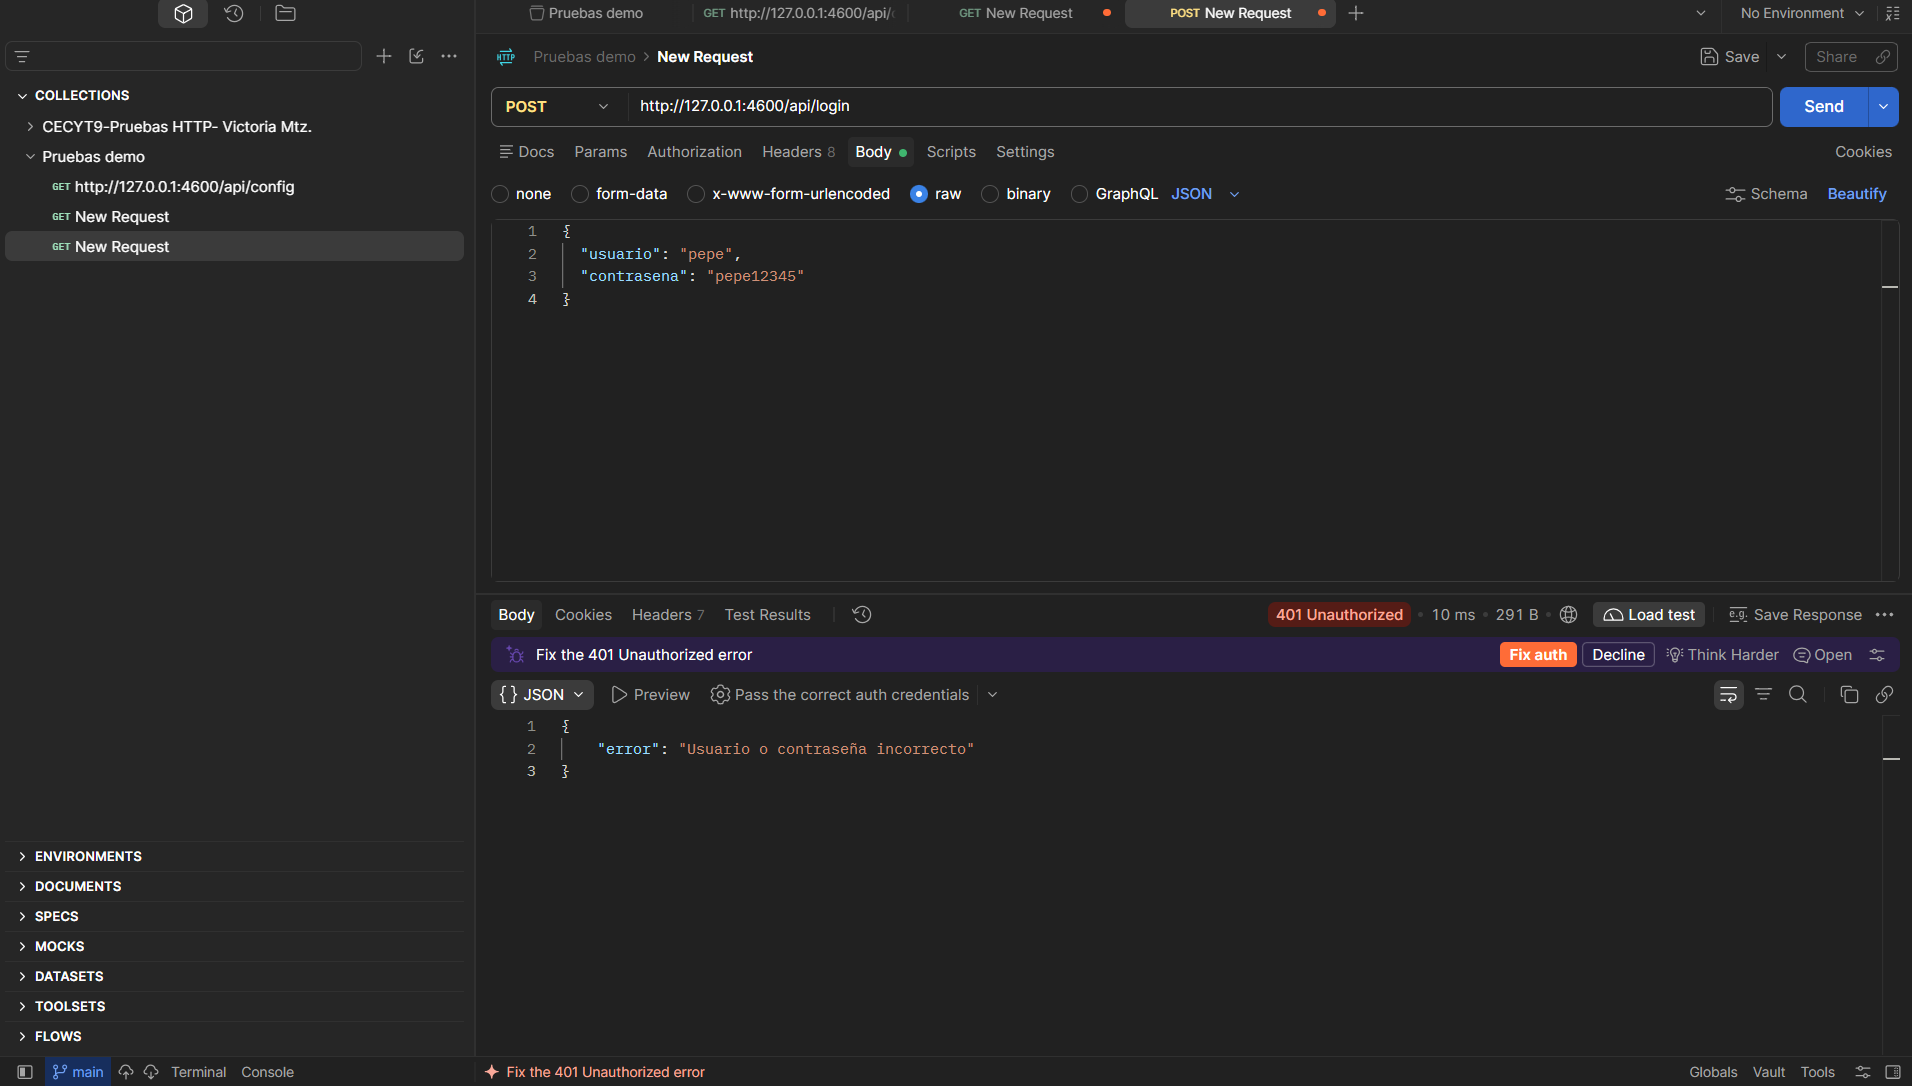 Pruebas demo
GET http://127.0.0.1:4600/api/
GET New Request
POST New Request
No Environment
COLLECTIONS
CECYT9-Pruebas HTTP- Victoria Mtz.
Pruebas demo
GET http://127.0.0.1:4600/api/config
GET New Request
GET New Request
ENVIRONMENTS
DOCUMENTS
SPECS
MOCKS
DATASETS
TOOLSETS
FLOWS
HTTP Pruebas demo > New Request
Save
Share
POST http://127.0.0.1:4600/api/login
Send
Docs Params Authorization Headers 8 Body Scripts Settings
Cookies
none form-data x-www-form-urlencoded raw binary GraphQL JSON
Schema Beautify
1 {
2 "usuario": "pepe",
3 "contrasena": "pepe12345"
4 }
Body Cookies Headers 7 Test Results
401 Unauthorized • 10 ms • 291 B
Load test
e.g. Save Response
Fix the 401 Unauthorized error
Fix auth Decline Think Harder Open
{} JSON Preview Pass the correct auth credentials
1 {
2 "error": "Usuario o contraseña incorrecto"
3 }
main Terminal Console
Fix the 401 Unauthorized error
Globals Vault Tools